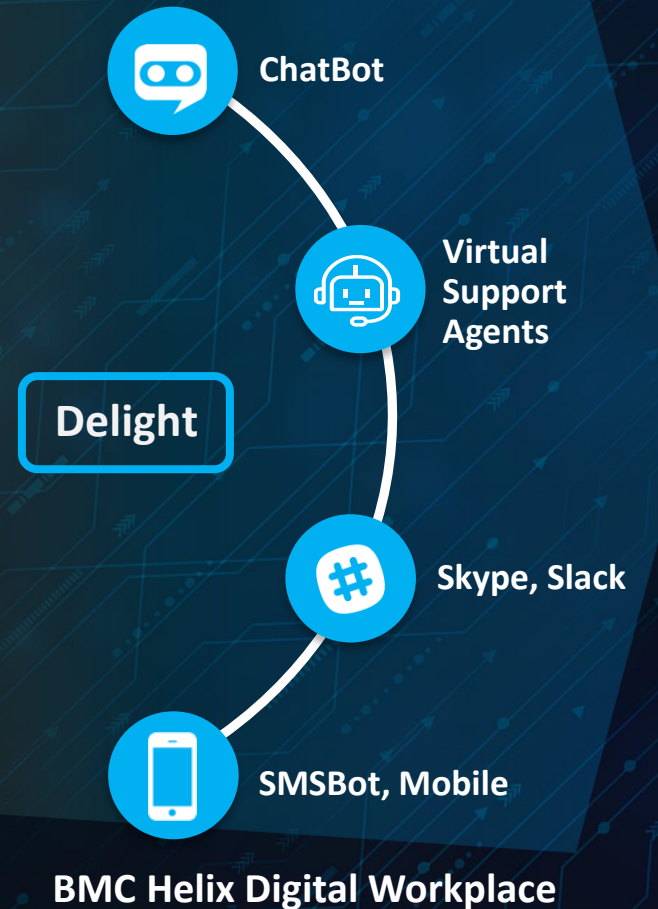 ChatBot
Virtual
Support
Agents
Delight
Skype, Slack
SMSBot, Mobile
BMC Helix Digital Workplace